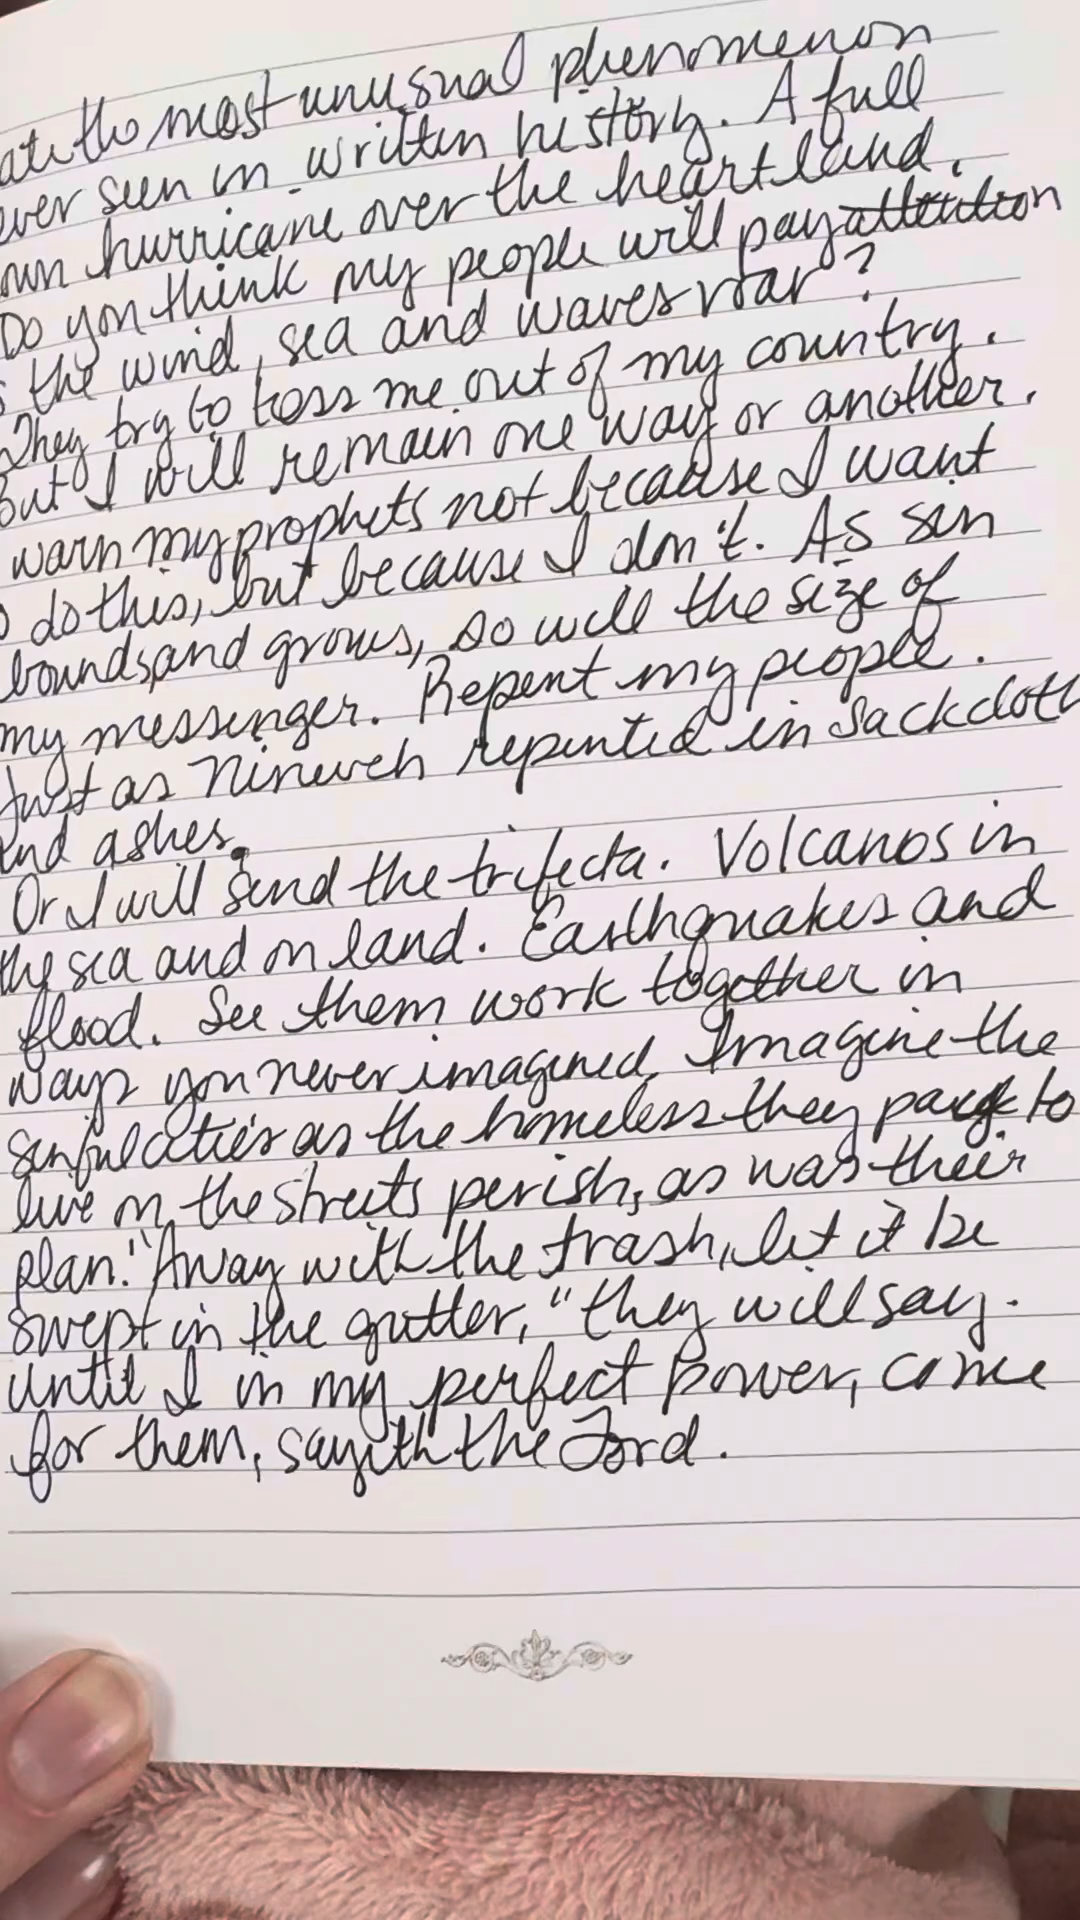 ate the most unusual phenomenon
ever seen in written history. A full
own hurricane over the heartland.
Do you think my people will pay attention
s the wind, sea and waves roar?
They try to toss me out of my country.
But I will remain one way or another.
warn my prophets not because I want
o do this, but because I don't. As sin
bounds, and grows, so will the size of
my messenger. Repent my people.
Just as Nineveh repented in sackcloth
and ashes.
Or I will send the trifecta. Volcanos in
the sea and on land. Earthquakes and
flood. See them work together in
ways you never imagined. Imagine the
sinful cities as the homeless they pay to
live on the streets perish, as was their
plan. "Away with the trash, let it be
swept in the gutter," they will say.
Until I in my perfect power, come
for them, sayith the Lord.